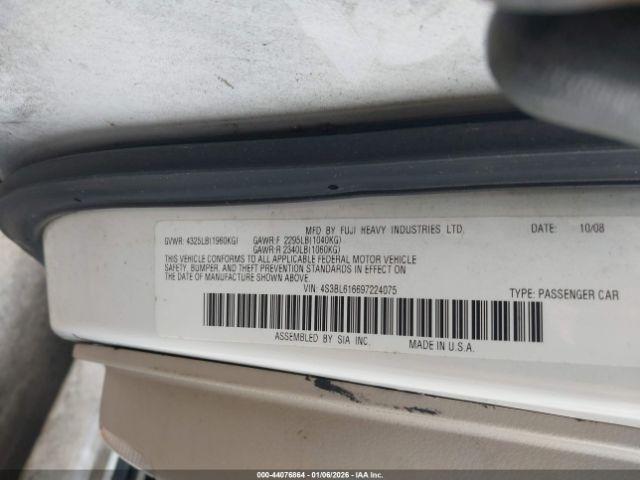 MFD BY FUJI HEAVY INDUSTRIES LTD. DATE: 10/08
GVWR: 4325LB(1960KG) GAWR:F 2295LB(1040KG)
GAWR:R 2340LB(1060KG)
THIS VEHICLE CONFORMS TO ALL APPLICABLE FEDERAL MOTOR VEHICLE
SAFETY, BUMPER, AND THEFT PREVENTION STANDARDS IN EFFECT ON THE
DATE OF MANUFACTURE SHOWN ABOVE
VIN: 4S3BL616697224075 TYPE: PASSENGER CAR
ASSEMBLED BY SIA INC. MADE IN U.S.A.
000-44076864 - 01/06/2026 - IAA Inc.